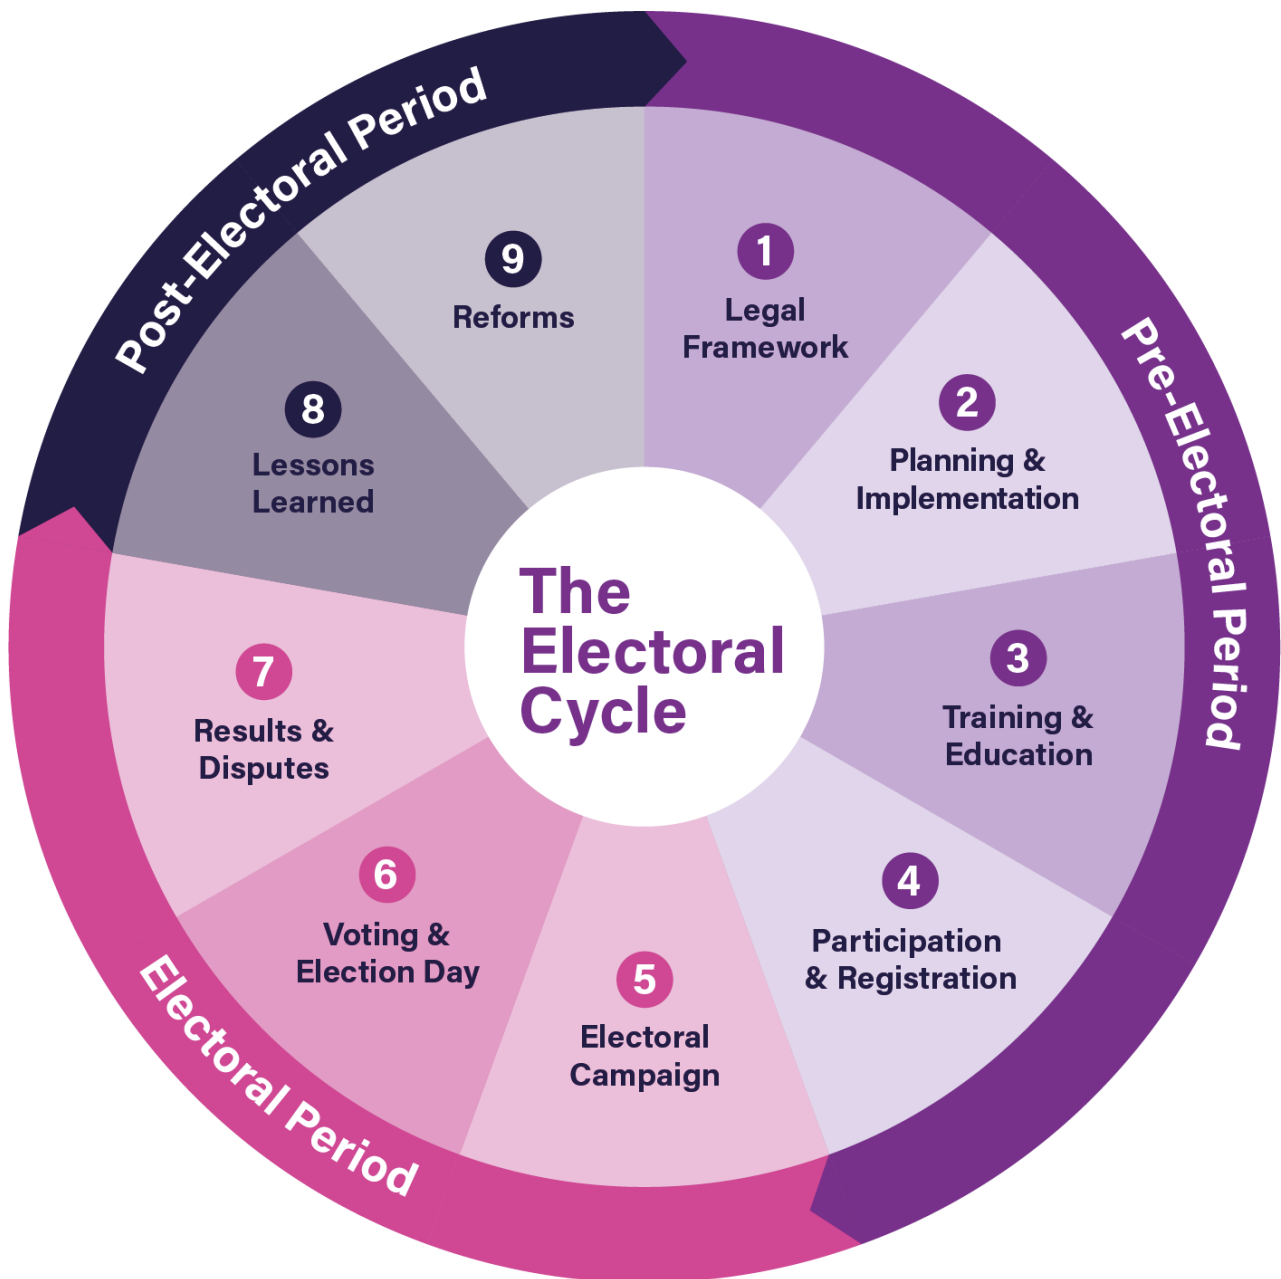 The
Electoral
Cycle
Pre-Electoral Period
1
Legal
Framework
2
Planning &
Implementation
3
Training &
Education
4
Participation
& Registration
Electoral Period
5
Electoral
Campaign
6
Voting &
Election Day
7
Results &
Disputes
Post-Electoral Period
8
Lessons
Learned
9
Reforms